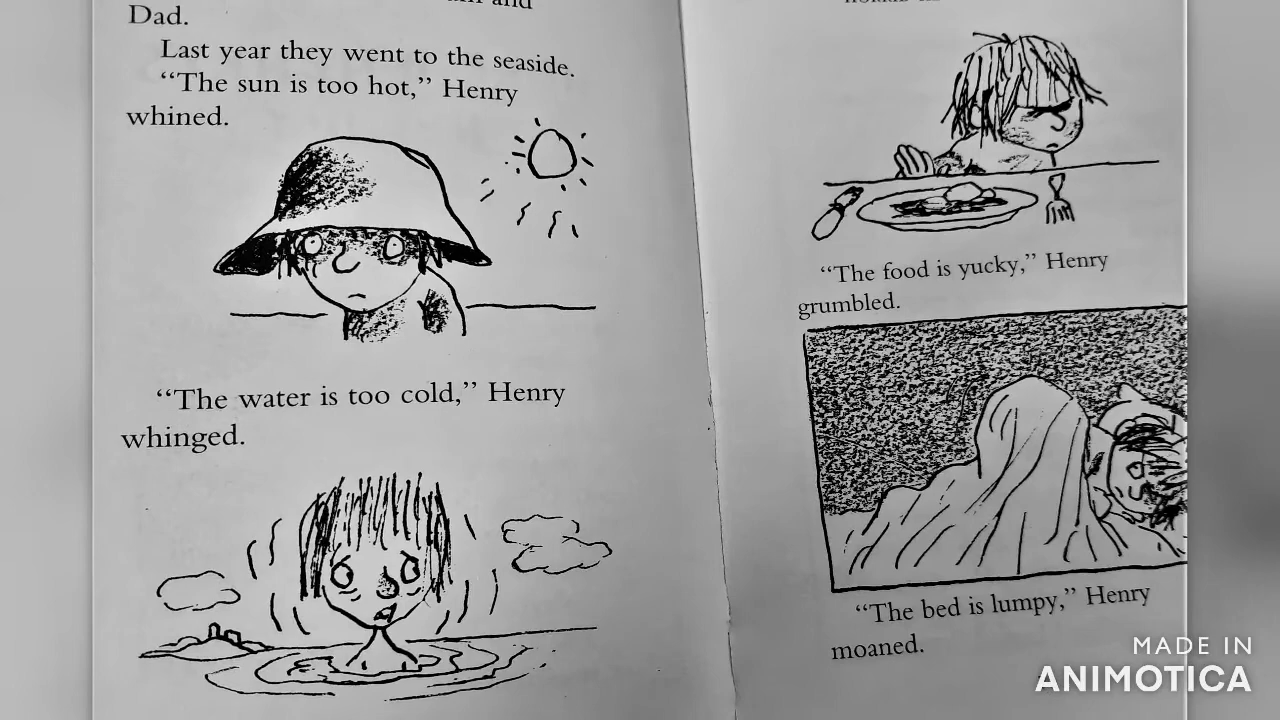 and
Dad.
Last year they went to the seaside.
“The sun is too hot,” Henry
whined.
“The water is too cold,” Henry
whinged.
“The food is yucky,” Henry
grumbled.
“The bed is lumpy,” Henry
moaned.
MADE IN
ANIMOTICA